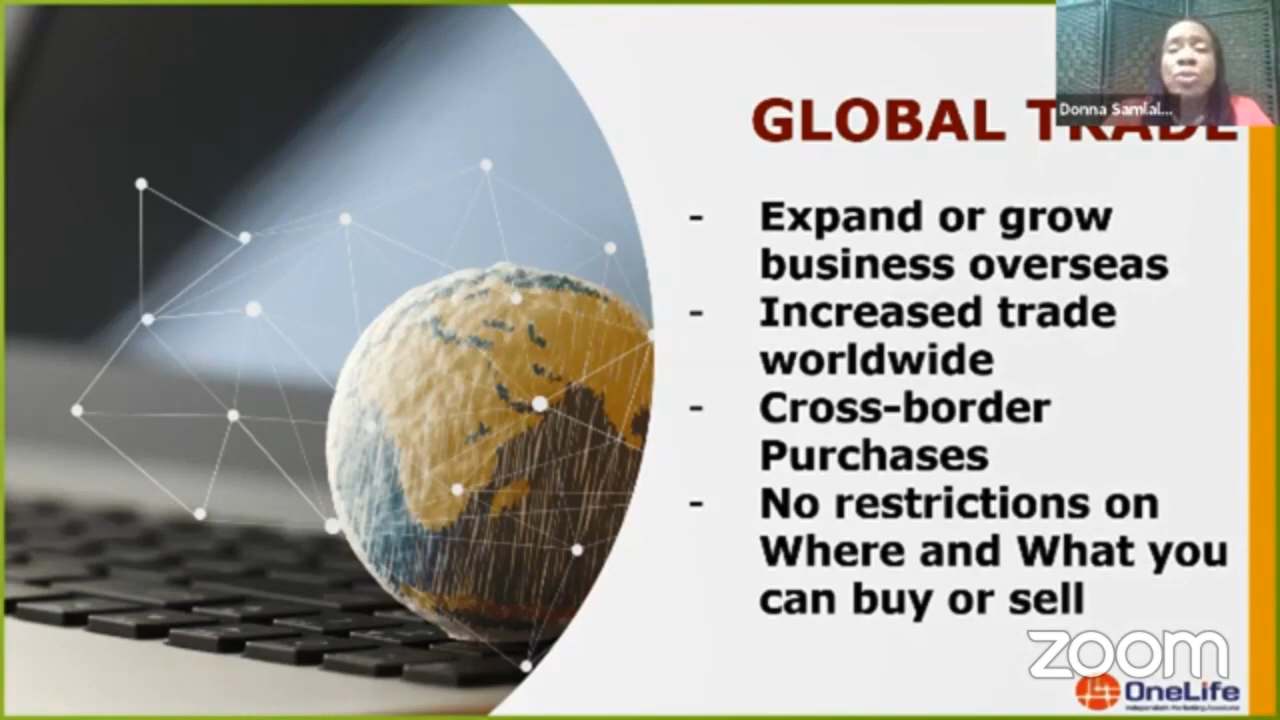 Donna Samlal...
GLOBAL TRADE
- Expand or grow
business overseas
- Increased trade
worldwide
- Cross-border
Purchases
- No restrictions on
Where and What you
can buy or sell
zoom
OneLife